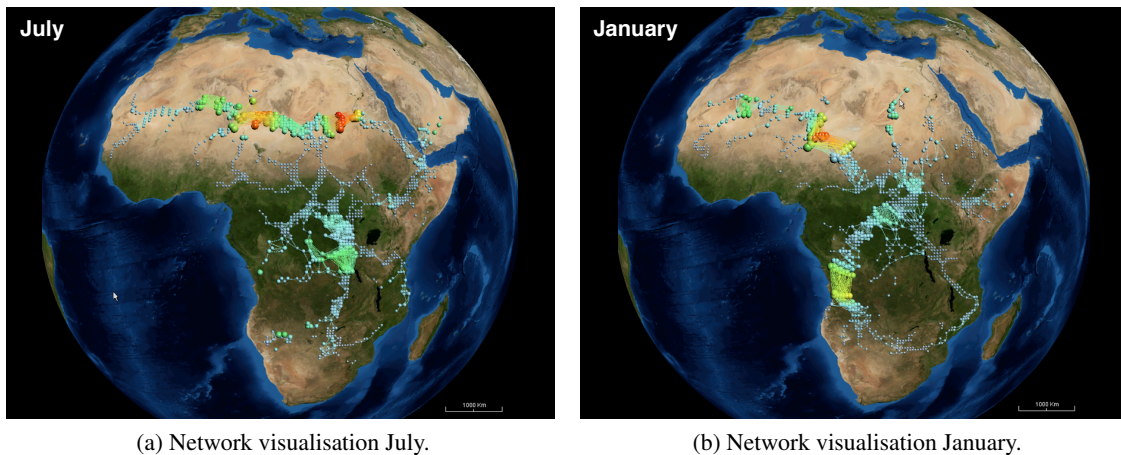 July
January
1000 Km
1000 Km
(a) Network visualisation July.
(b) Network visualisation January.